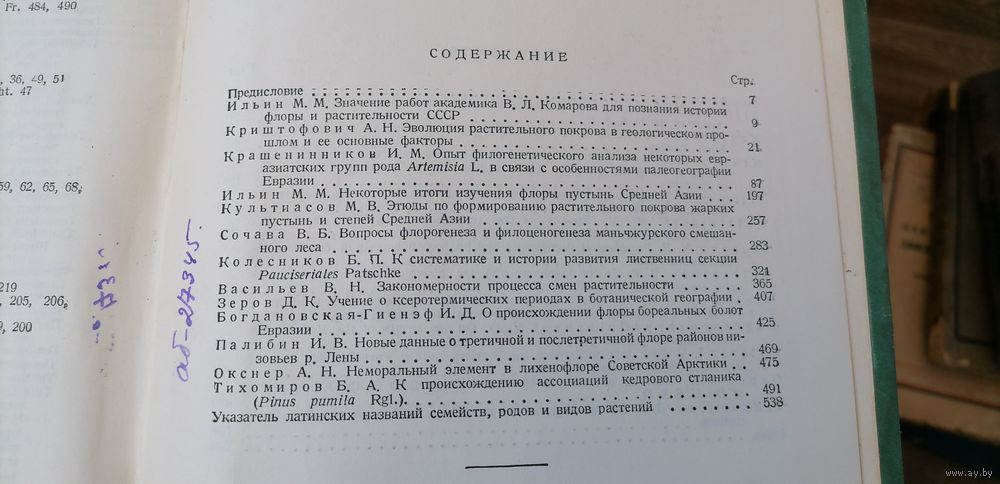 Fr. 484, 490
, 36, 49, 51
ht. 47
59, 62, 65, 68,
219
, 205, 206,
9, 200
аб-27345.
СОДЕРЖАНИЕ
Стр.
Предисловие 7
Ильин М. М. Значение работ академика В. Л. Комарова для познания истории
флоры и растительности СССР 9
Криштофович А. Н. Эволюция растительного покрова в геологическом про-
шлом и ее основные факторы 21
Крашенинников И. М. Опыт филогенетического анализа некоторых евр-
азиатских групп рода Artemisia L. в связи с особенностями палеогеографии
Евразии 87
Ильин М. М. Некоторые итоги изучения флоры пустынь Средней Азии 197
Культиасов М. В. Этюды по формированию растительного покрова жарких
пустынь и степей Средней Азии 257
Сочава В. Б. Вопросы флорогенеза и филоценогенеза маньчжурского смешан-
ного леса 283
Колесников Б. П. К систематике и истории развития лиственниц секции
Pauciseriales Patschke 321
Васильев В. Н. Закономерности процесса смен растительности 365
Зеров Д. К. Учение о ксеротермических периодах в ботанической географии 407
Богдановская-Гиенэф И. Д. О происхождении флоры бореальных болот
Евразии 425
Палибин И. В. Новые данные о третичной и послетретичной флоре районов ни-
зовьев р. Лены 469
Окснер А. Н. Неморальный элемент в лихенофлоре Советской Арктики 475
Тихомиров Б. А. К происхождению ассоциаций кедрового стланика
(Pinus pumila Rgl.) 491
Указатель латинских названий семейств, родов и видов растений 538
www.ay.by